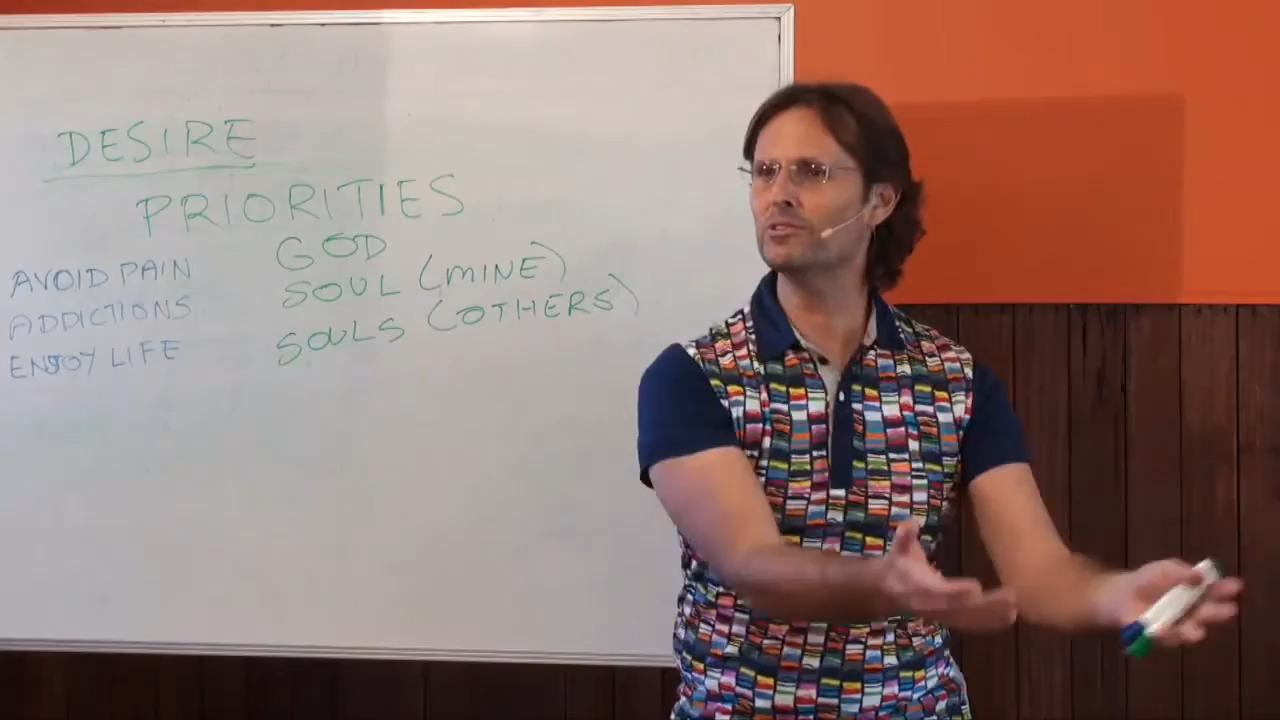 DESIRE
PRIORITIES
GOD
AVOID PAIN
SOUL (MINE)
ADDICTIONS
SOULS (OTHERS)
ENJOY LIFE